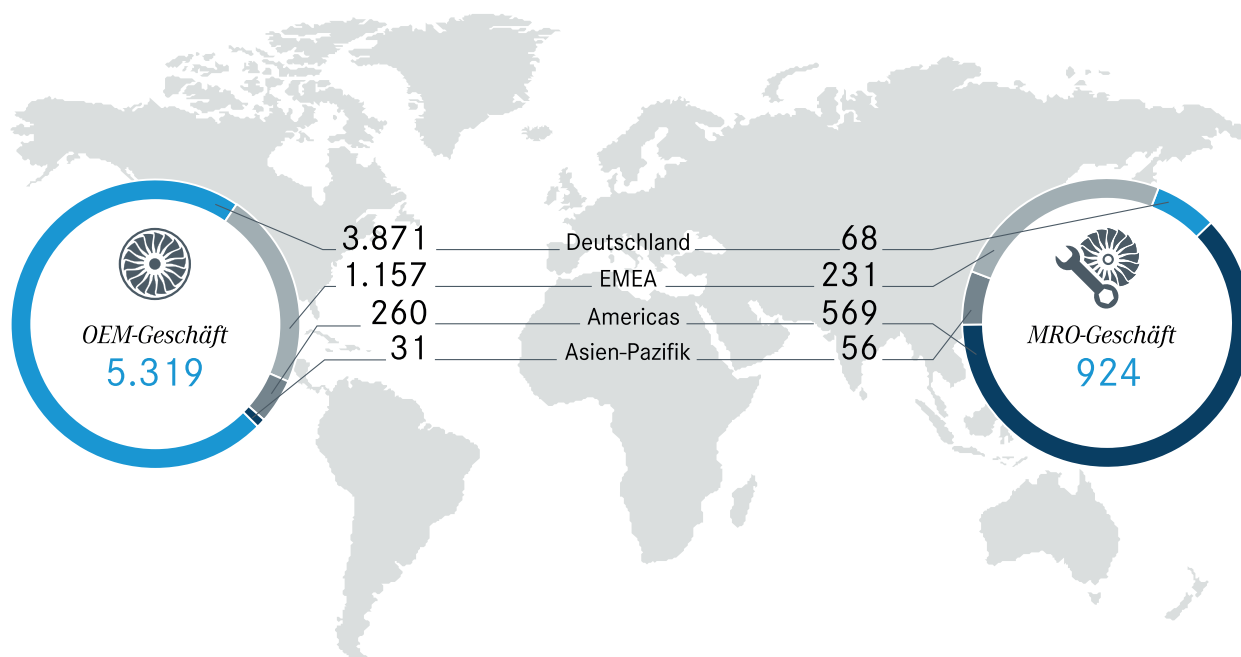 3.871 Deutschland 68
1.157 EMEA 231
260 Americas 569
31 Asien-Pazifik 56
OEM-Geschäft
5.319
MRO-Geschäft
924